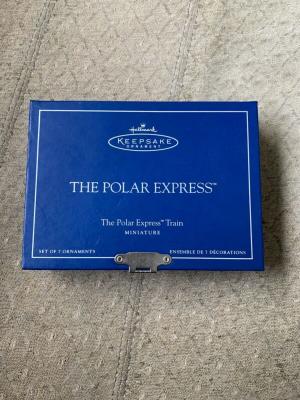 Hallmark
KEEPSAKE
ORNAMENT
THE POLAR EXPRESS™
The Polar Express™ Train
MINIATURE
SET OF 7 ORNAMENTS
ENSEMBLE DE 7 DÉCORATIONS